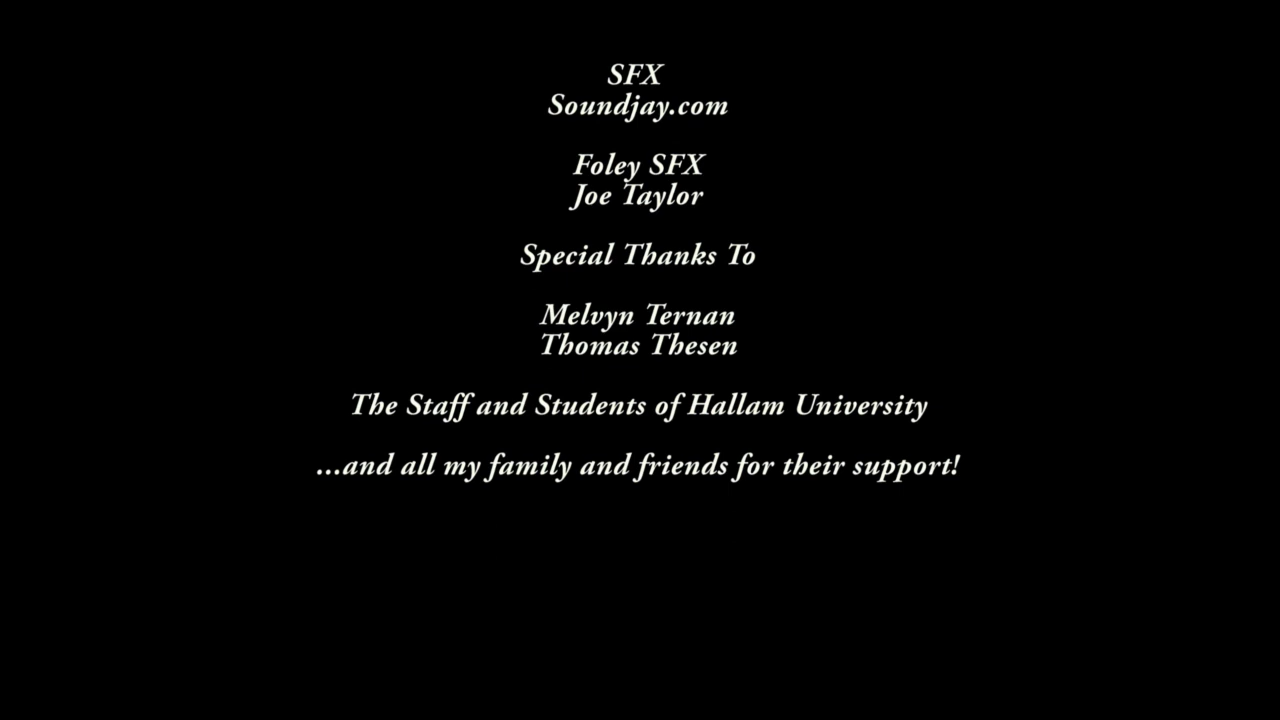 SFX
Soundjay.com
Foley SFX
Joe Taylor
Special Thanks To
Melvyn Ternan
Thomas Thesen
The Staff and Students of Hallam University
...and all my family and friends for their support!